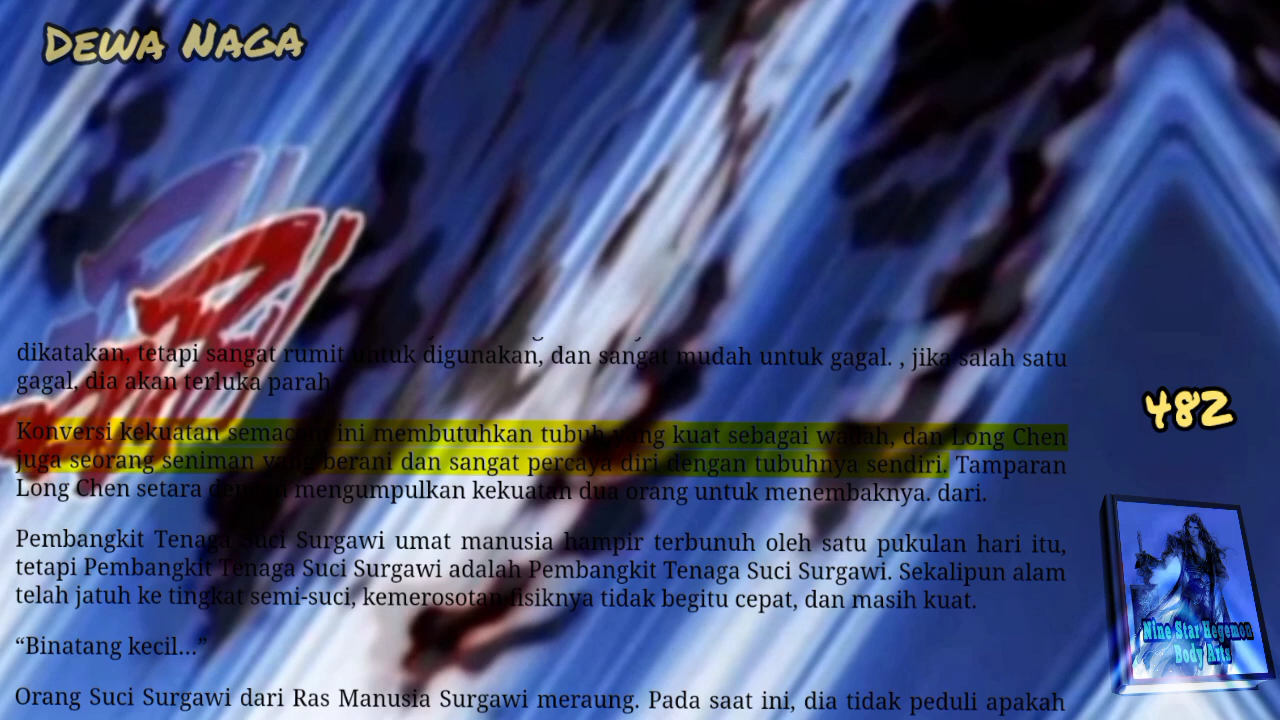 Dewa Naga
dikatakan, tetapi sangat rumit untuk digunakan, dan sangat mudah untuk gagal. , jika salah satu
gagal, dia akan terluka parah
Konversi kekuatan semacam ini membutuhkan tubuh yang kuat sebagai wadah, dan Long Chen
juga seorang seniman yang berani dan sangat percaya diri dengan tubuhnya sendiri. Tamparan
Long Chen setara dengan mengumpulkan kekuatan dua orang untuk menembaknya. dari.
Pembangkit Tenaga Suci Surgawi umat manusia hampir terbunuh oleh satu pukulan hari itu,
tetapi Pembangkit Tenaga Suci Surgawi adalah Pembangkit Tenaga Suci Surgawi. Sekalipun alam
telah jatuh ke tingkat semi-suci, kemerosotan fisiknya tidak begitu cepat, dan masih kuat.
“Binatang kecil...”
Orang Suci Surgawi dari Ras Manusia Surgawi meraung. Pada saat ini, dia tidak peduli apakah
482
Nine Star Hegemon
Body Arts